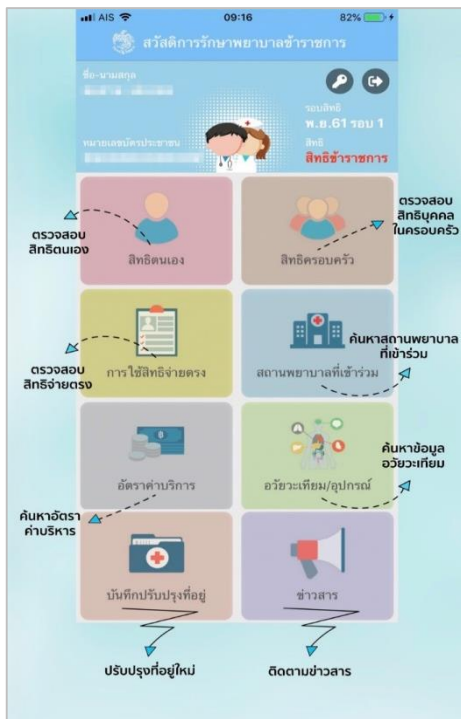 AIS 09:16 82%
สวัสดิการรักษาพยาบาลข้าราชการ
ชื่อ-นามสกุล
รอบสิทธิ
พ.ย.61 รอบ 1
หมายเลขบัตรประชาชน
สิทธิ
สิทธิข้าราชการ
ตรวจสอบ
สิทธิตนเอง
สิทธิตนเอง
สิทธิครอบครัว
ตรวจสอบ
สิทธิบุคคล
ในครอบครัว
ตรวจสอบ
สิทธิจ่ายตรง
การใช้สิทธิจ่ายตรง
สถานพยาบาลที่เข้าร่วม
ค้นหาสถานพยาบาล
ที่เข้าร่วม
อัตราค่าบริการ
อวัยวะเทียม/อุปกรณ์
ค้นหาข้อมูล
อวัยวะเทียม
ค้นหาอัตรา
ค่าบริหาร
บันทึกปรับปรุงที่อยู่
ข่าวสาร
ปรับปรุงที่อยู่ใหม่
ติดตามข่าวสาร